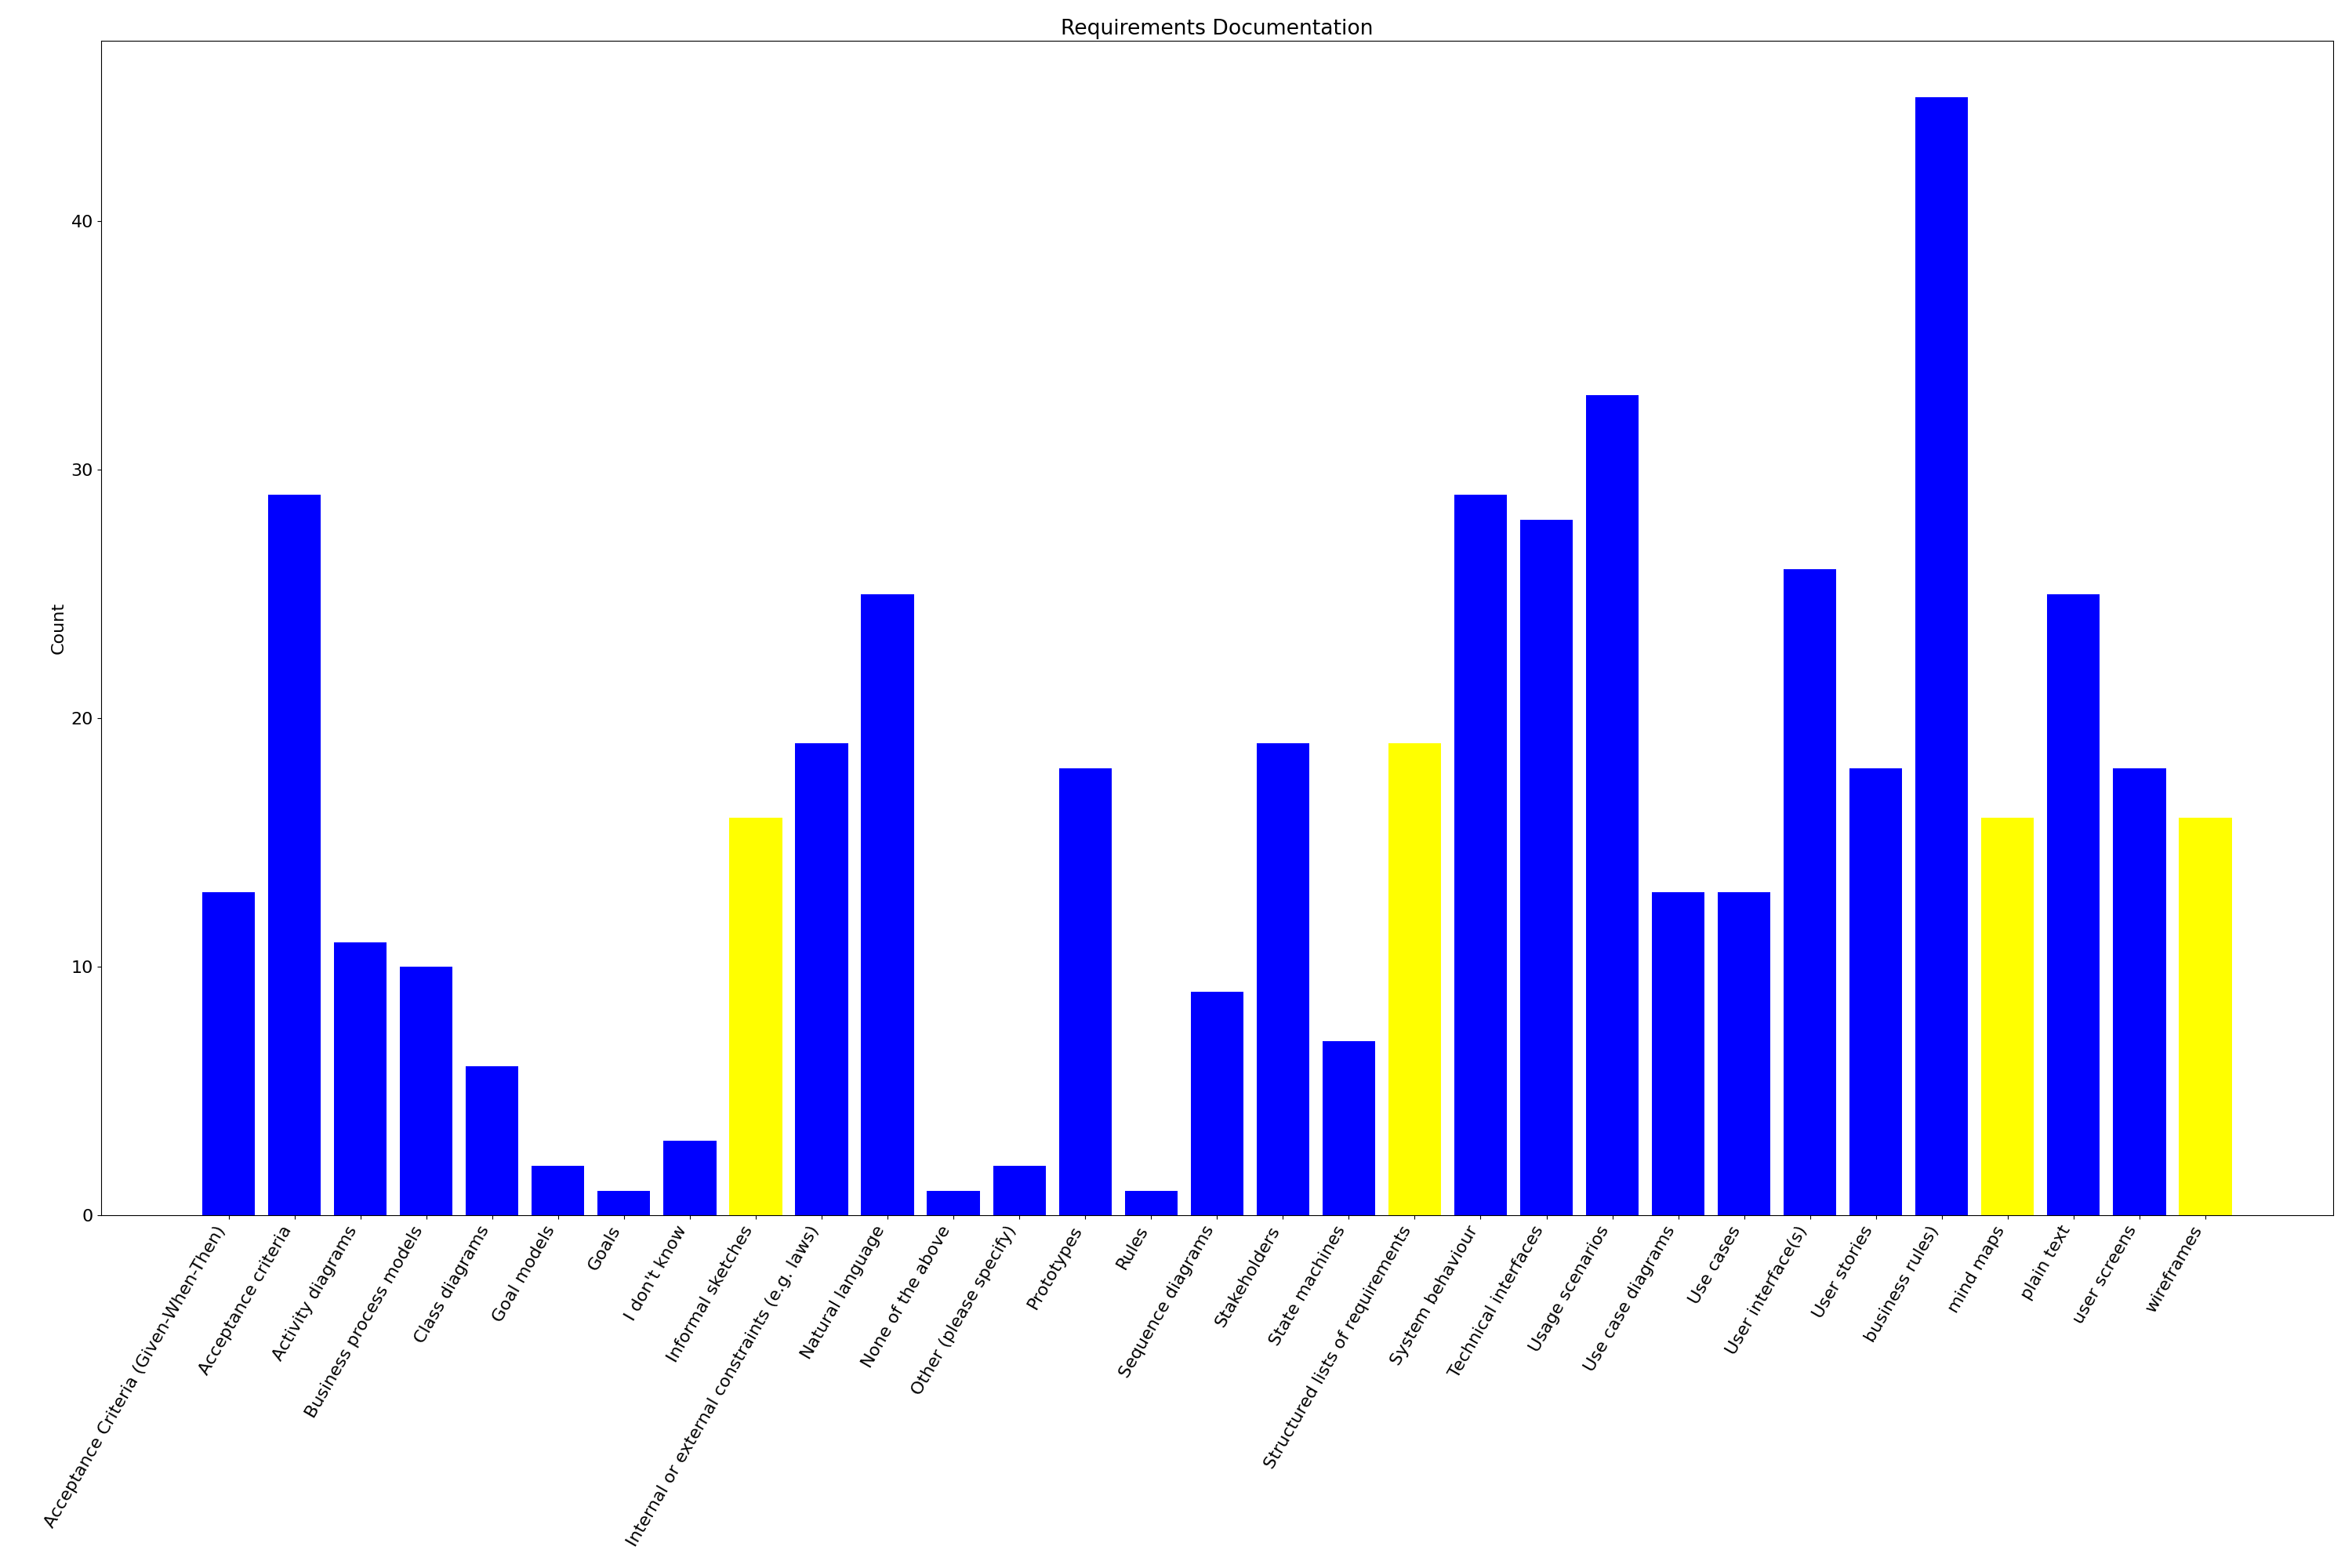 Requirements Documentation
Count
40
30
20
10
0
Acceptance Criteria (Given-When-Then)
Acceptance criteria
Activity diagrams
Business process models
Class diagrams
Goal models
Goals
I don't know
Informal sketches
Internal or external constraints (e.g. laws)
Natural language
None of the above
Other (please specify)
Prototypes
Rules
Sequence diagrams
Stakeholders
State machines
Structured lists of requirements
System behaviour
Technical interfaces
Usage scenarios
Use case diagrams
Use cases
User interface(s)
User stories
business rules)
mind maps
plain text
user screens
wireframes